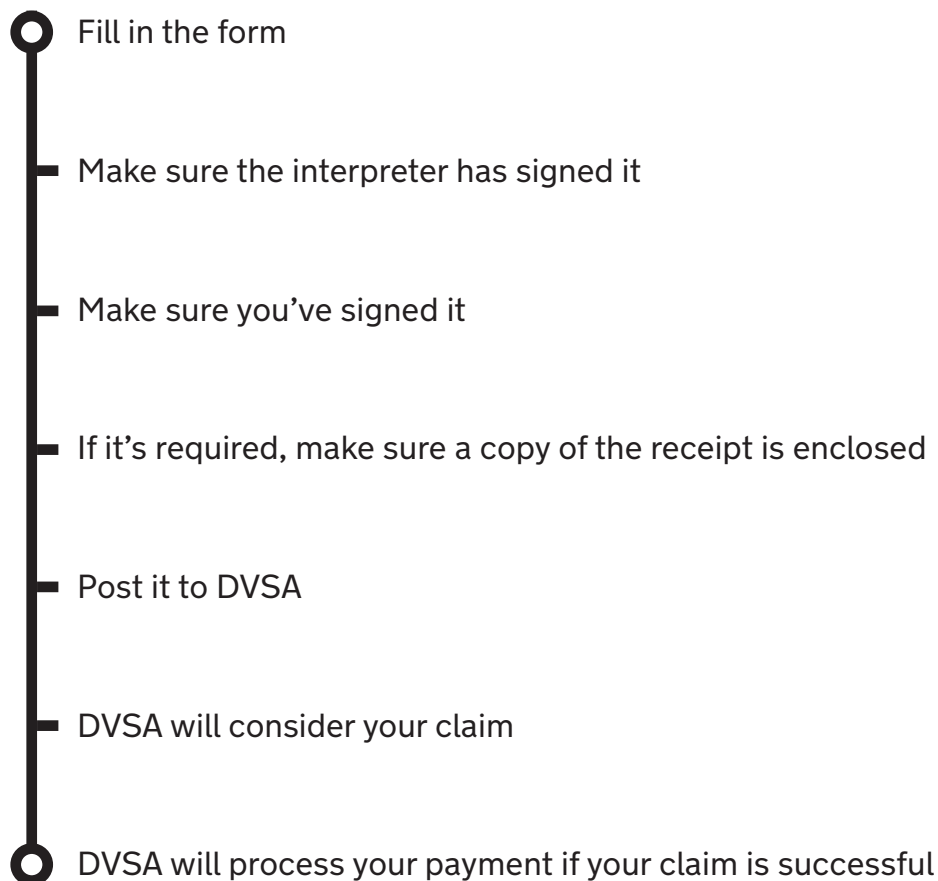 Fill in the form
Make sure the interpreter has signed it
Make sure you’ve signed it
If it’s required, make sure a copy of the receipt is enclosed
Post it to DVSA
DVSA will consider your claim
DVSA will process your payment if your claim is successful